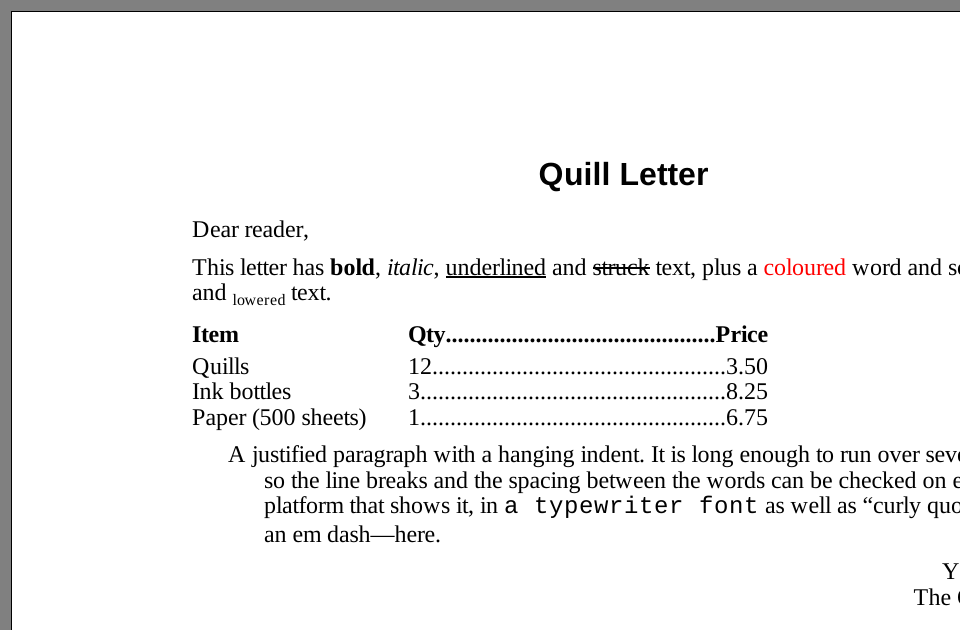 Quill Letter
Dear reader,
This letter has bold, italic, underlined and struck text, plus a coloured word and
and lowered text.
Item Qty.............................................Price
Quills 12.................................................3.50
Ink bottles 3...................................................8.25
Paper (500 sheets) 1...................................................6.75
A justified paragraph with a hanging indent. It is long enough to run over
so the line breaks and the spacing between the words can be checked on
platform that shows it, in a typewriter font as well as “curly
an em dash—here.
The